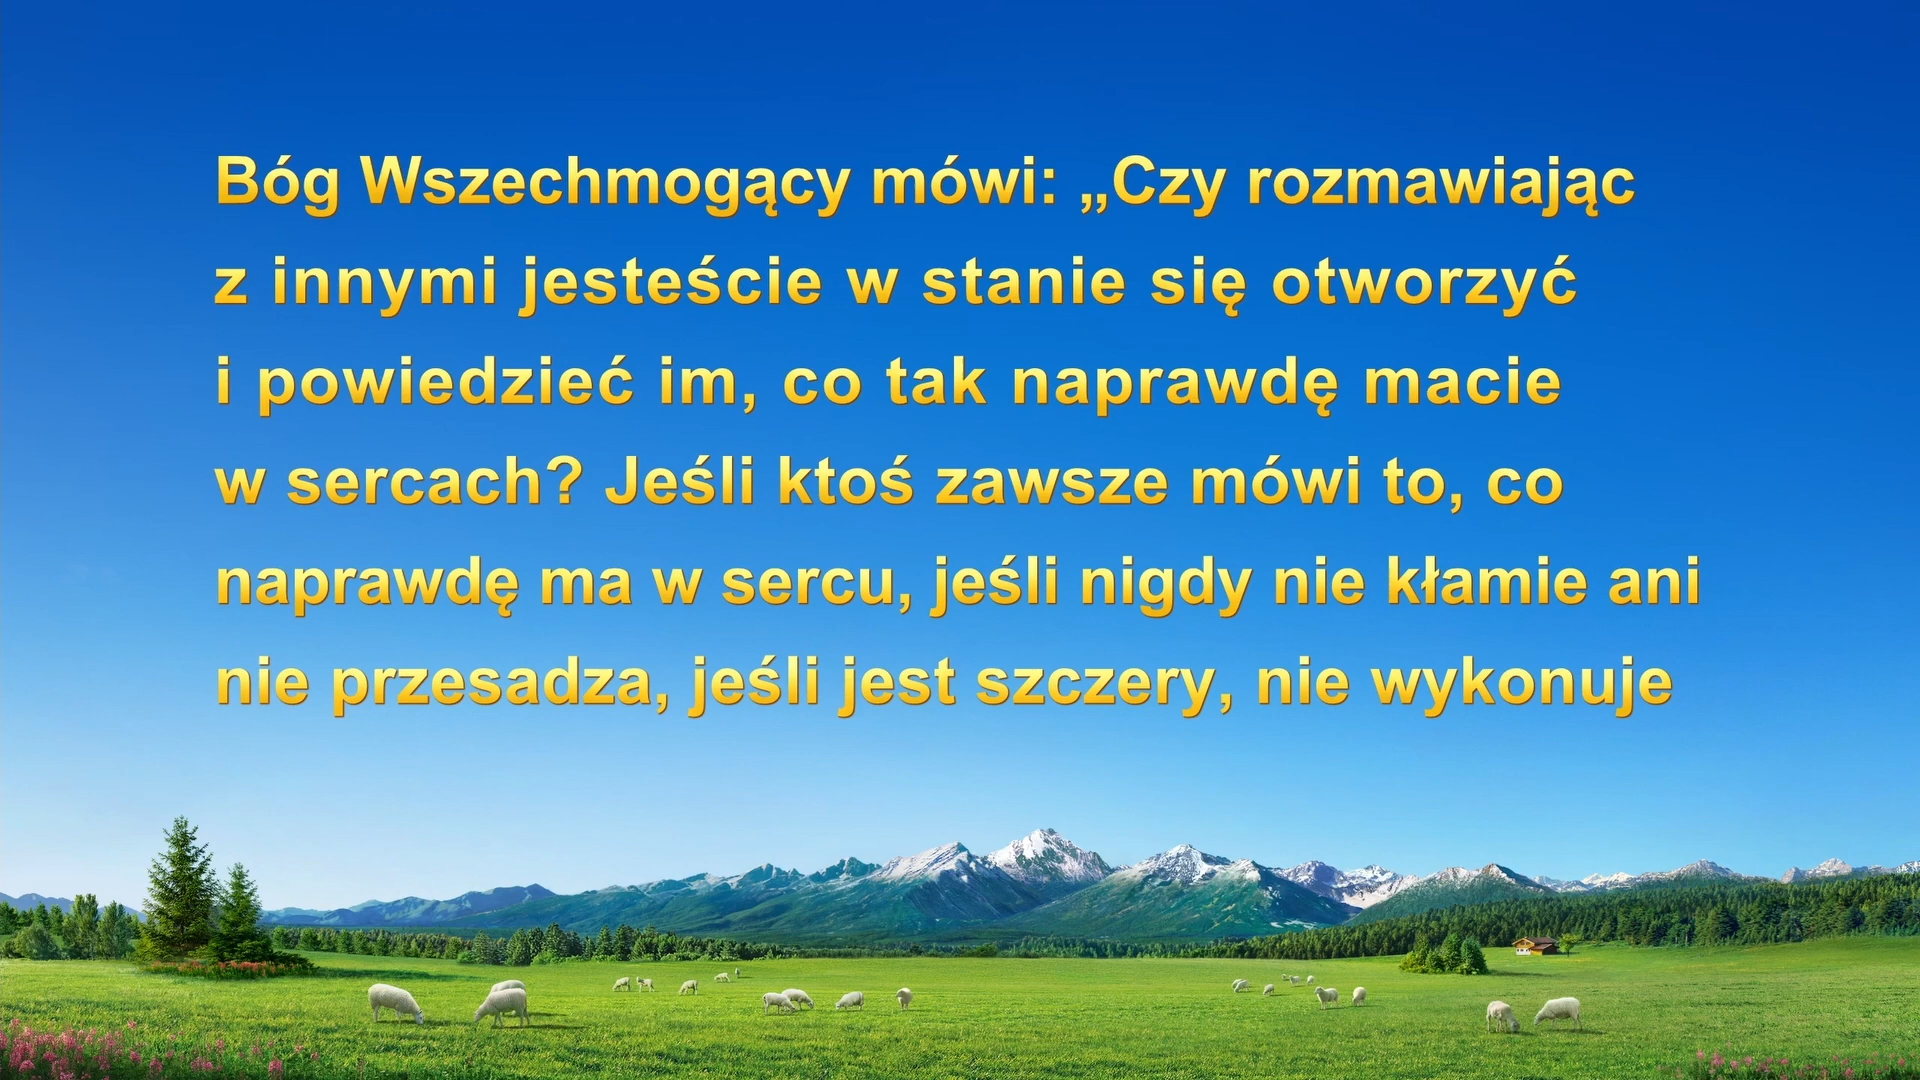 Bóg Wszechmogący mówi: „Czy rozmawiając
z innymi jesteście w stanie się otworzyć
i powiedzieć im, co tak naprawdę macie
w sercach? Jeśli ktoś zawsze mówi to, co
naprawdę ma w sercu, jeśli nigdy nie kłamie ani
nie przesadza, jeśli jest szczery, nie wykonuje